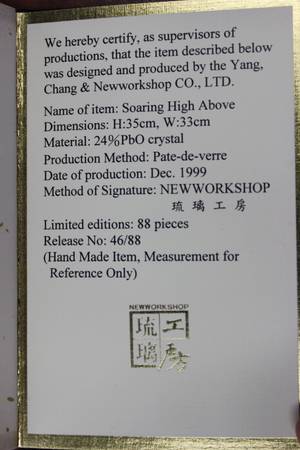 We hereby certify, as supervisors of
productions, that the item described below
was designed and produced by the Yang,
Chang & Newworkshop CO., LTD.
Name of item: Soaring High Above
Dimensions: H:35cm, W:33cm
Material: 24%PbO crystal
Production Method: Pate-de-verre
Date of production: Dec. 1999
Method of Signature: NEWWORKSHOP
琉璃工房
Limited editions: 88 pieces
Release No: 46/88
(Hand Made Item, Measurement for
Reference Only)
NEWWORKSHOP
琉璃工房